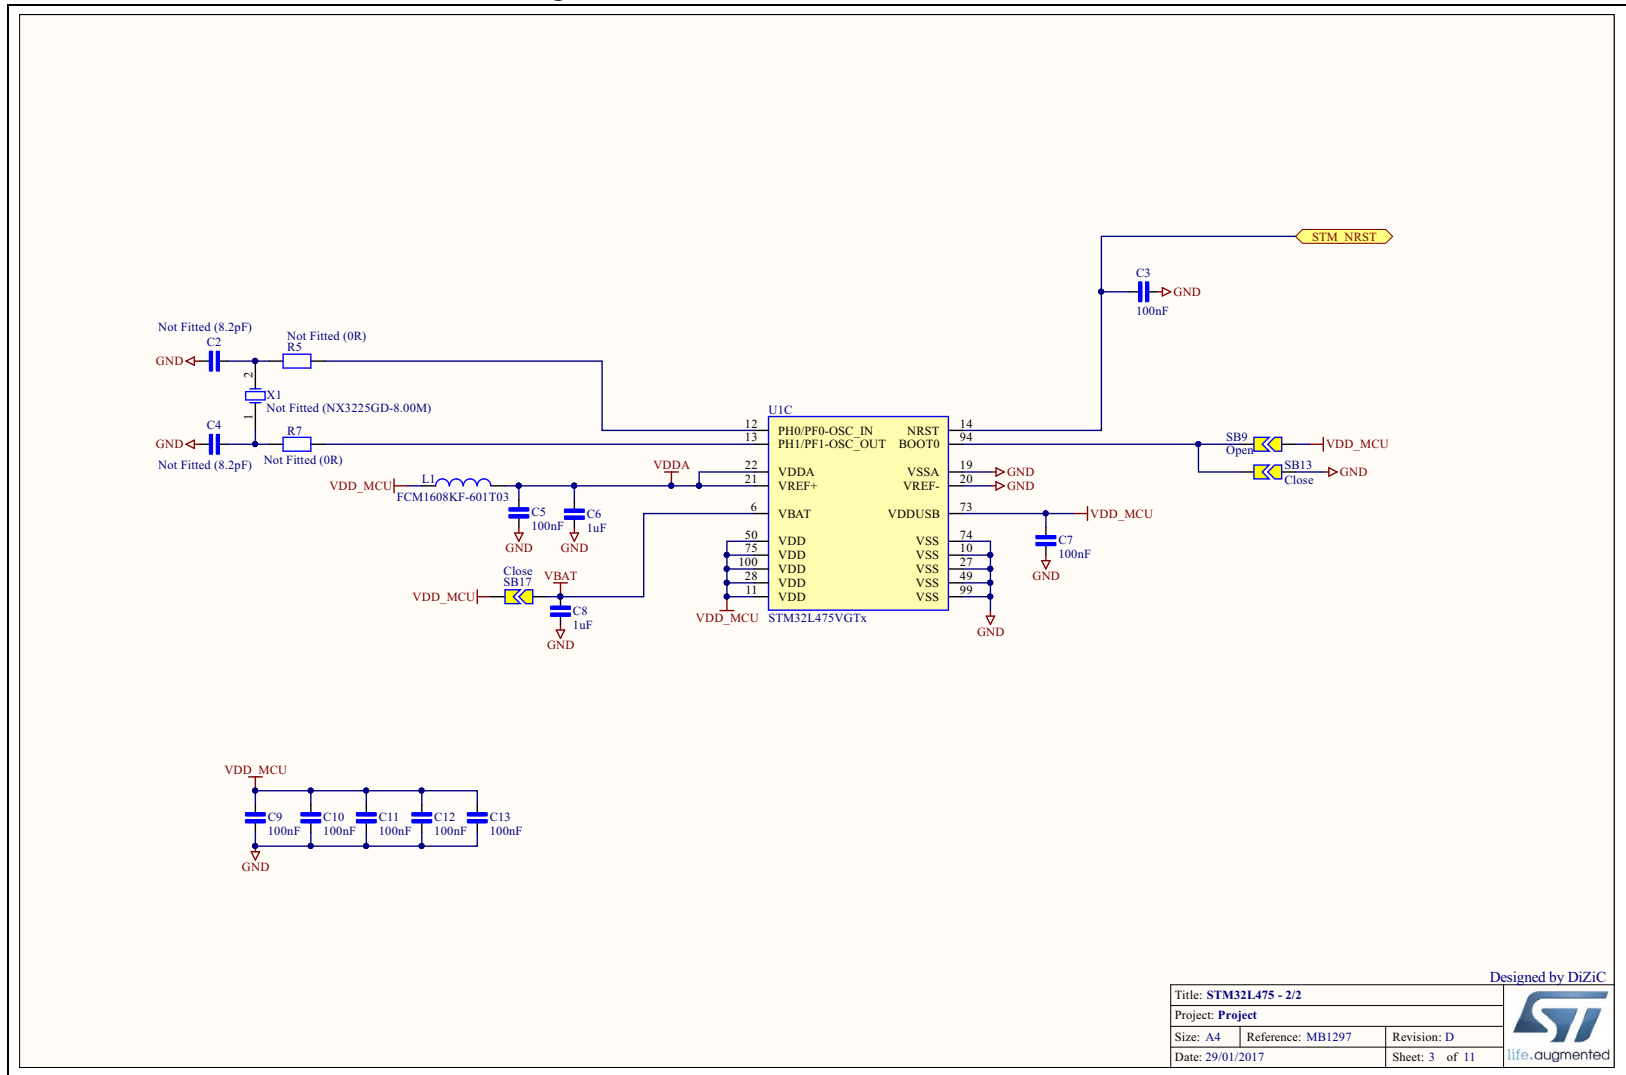 STM_NRST
C3
GND
100nF
Not Fitted (8.2pF)
C2
Not Fitted (0R)
R5
GND
2
X1
Not Fitted (NX3225GD-8.00M)
1
C4
GND
R7
Not Fitted (8.2pF)
Not Fitted (0R)
U1C
12 PH0/PF0-OSC_IN NRST 14
13 PH1/PF1-OSC_OUT BOOT0 94
SB9
Open
VDD_MCU
SB13
Close
GND
VDDA
22 VDDA VSSA 19 GND
21 VREF+ VREF- 20 GND
VDD_MCU
L1
FCM1608KF-601T03
C5
100nF
GND
C6
1uF
GND
6 VBAT VDDUSB 73 VDD_MCU
C7
100nF
GND
50 VDD VSS 74
75 VDD VSS 10
100 VDD VSS 27
28 VDD VSS 49
11 VDD VSS 99
VDD_MCU
STM32L475VGTx
GND
Close
SB17
VBAT
VDD_MCU
C8
1uF
GND
VDD_MCU
C9 C10 C11 C12 C13
100nF 100nF 100nF 100nF 100nF
GND
Designed by DiZiC
Title: STM32L475 - 2/2
Project: Project
Size: A4 Reference: MB1297 Revision: D
Date: 29/01/2017 Sheet: 3 of 11
ST
life.augmented